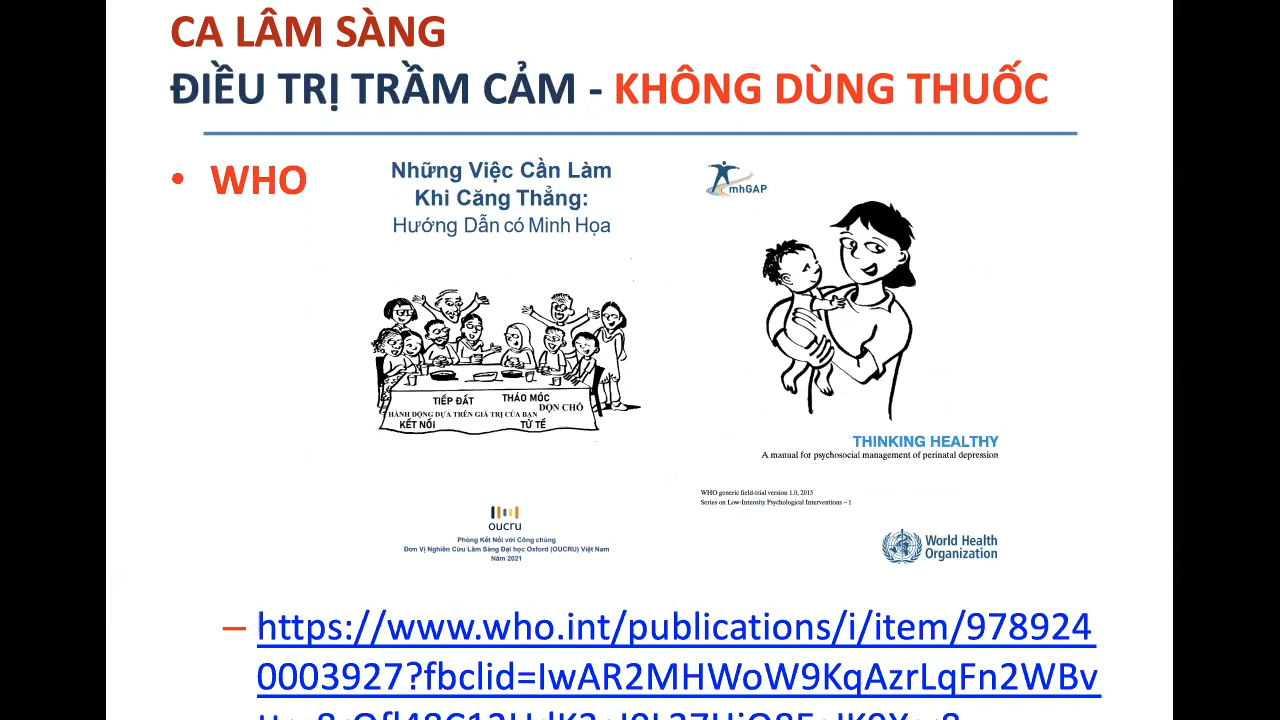 CA LÂM SÀNG
ĐIỀU TRỊ TRẦM CẢM - KHÔNG DÙNG THUỐC
• WHO
Những Việc Cần Làm
Khi Căng Thẳng:
Hướng Dẫn có Minh Họa
TIẾP ĐẤT
THÁO MÓC
DỌN CHỖ
HÀNH ĐỘNG DỰA TRÊN GIÁ TRỊ CỦA BẠN
KẾT NỐI
TỬ TẾ
oucru
Phòng Kết Nối với Công chúng
Đơn Vị Nghiên Cứu Lâm Sàng Đại học Oxford (OUCRU) Việt Nam
Năm 2021
mhGAP
THINKING HEALTHY
A manual for psychosocial management of perinatal depression
WHO generic field-trial version 1.0, 2015
Series on Low-Intensity Psychological Interventions – 1
World Health
Organization
– https://www.who.int/publications/i/item/978924
0003927?fbclid=IwAR2MHWoW9KqAzrLqFn2WBv